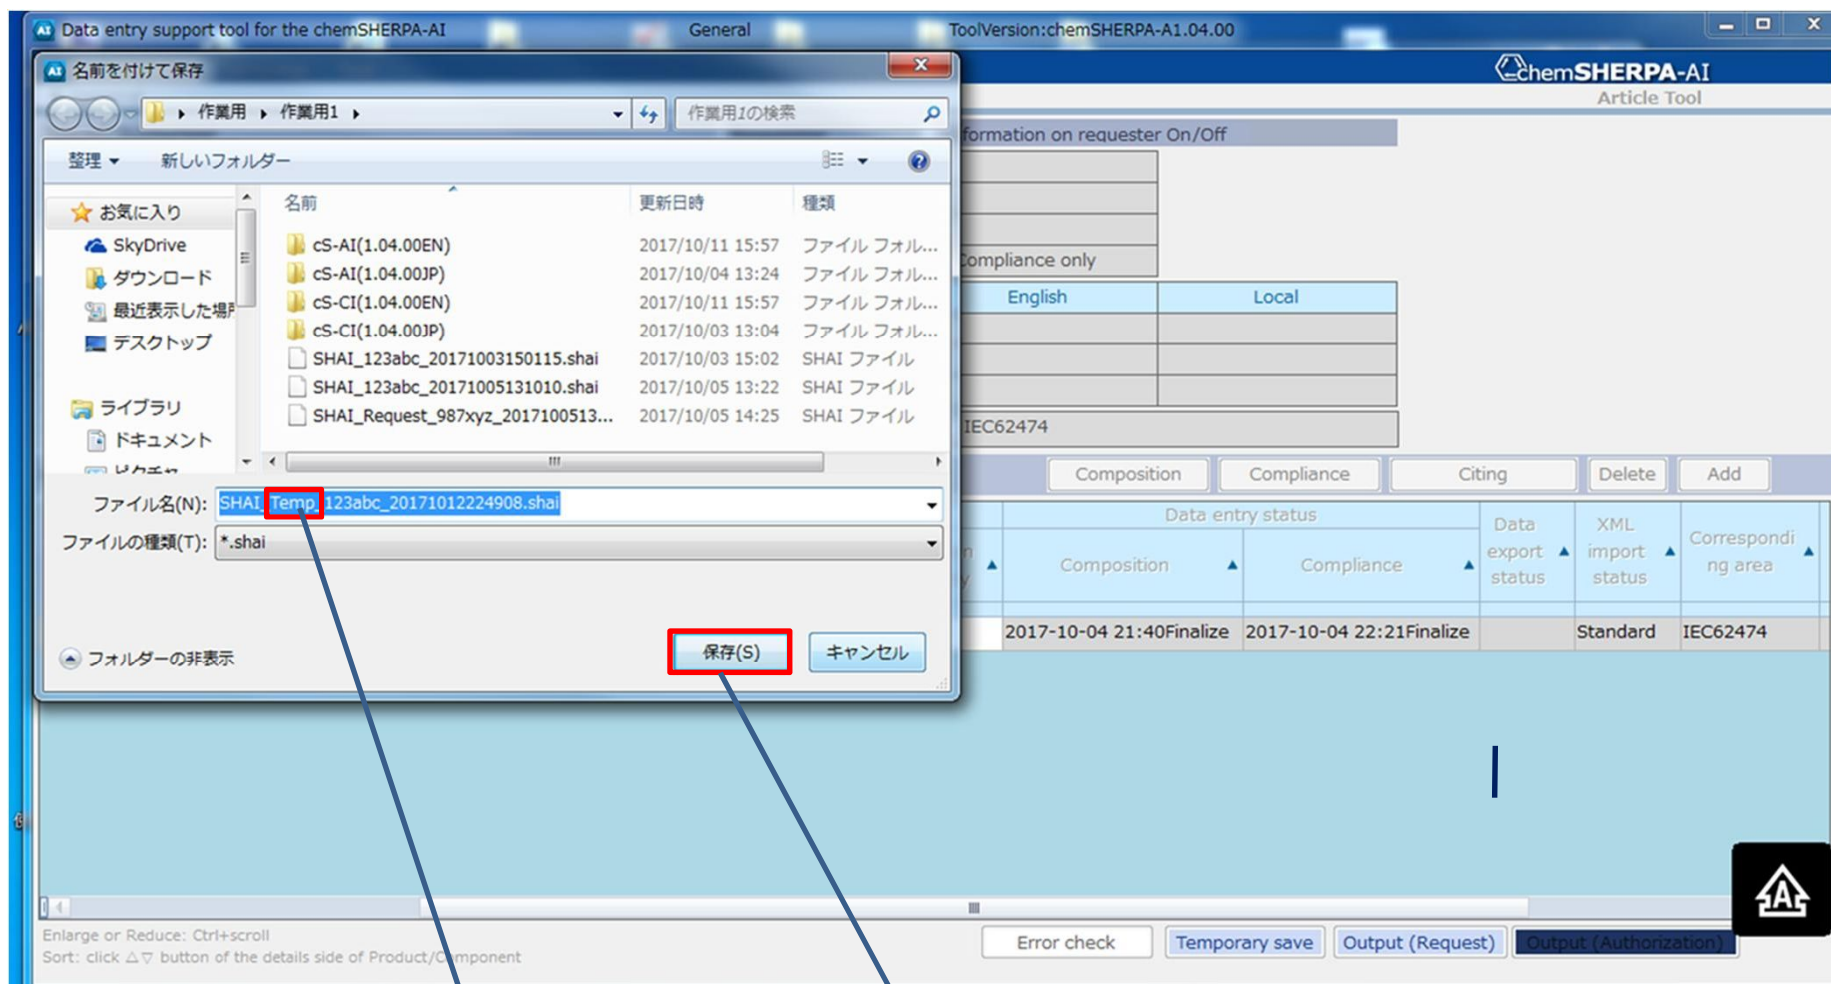 Data entry support tool for the chemSHERPA-AI General ToolVersion:chemSHERPA-A1.04.00
名前を付けて保存
chemSHERPA-AI
Article Tool
作業用 作業用1 作業用1の検索
formation on requester On/Off
整理 新しいフォルダー
お気に入り 名前 更新日時 種類
SkyDrive cS-AI(1.04.00EN) 2017/10/11 15:57 ファイル フォル...
ompliance only
ダウンロード cS-AI(1.04.00JP) 2017/10/04 13:24 ファイル フォル...
最近表示した場所 cS-CI(1.04.00EN) 2017/10/11 15:57 ファイル フォル...
English Local
デスクトップ cS-CI(1.04.00JP) 2017/10/03 13:04 ファイル フォル...
SHAI_123abc_20171003150115.shai 2017/10/03 15:02 SHAI ファイル
SHAI_123abc_20171005131010.shai 2017/10/05 13:22 SHAI ファイル
ライブラリ SHAI_Request_987xyz_2017100513... 2017/10/05 14:25 SHAI ファイル
IEC62474
ドキュメント
ピクチャ
Composition Compliance Citing Delete Add
ファイル名(N): SHAI_Temp_123abc_20171012224908.shai
ファイルの種類(T): *.shai
Data entry status
Composition Compliance
Data export status
XML import status
Correspondi ng area
2017-10-04 21:40Finalize 2017-10-04 22:21Finalize Standard IEC62474
フォルダーの非表示 保存(S) キャンセル
Enlarge or Reduce: Ctrl+scroll
Sort: click △▽ button of the details side of Product/Component
Error check Temporary save Output (Request) Output (Authorization)
A